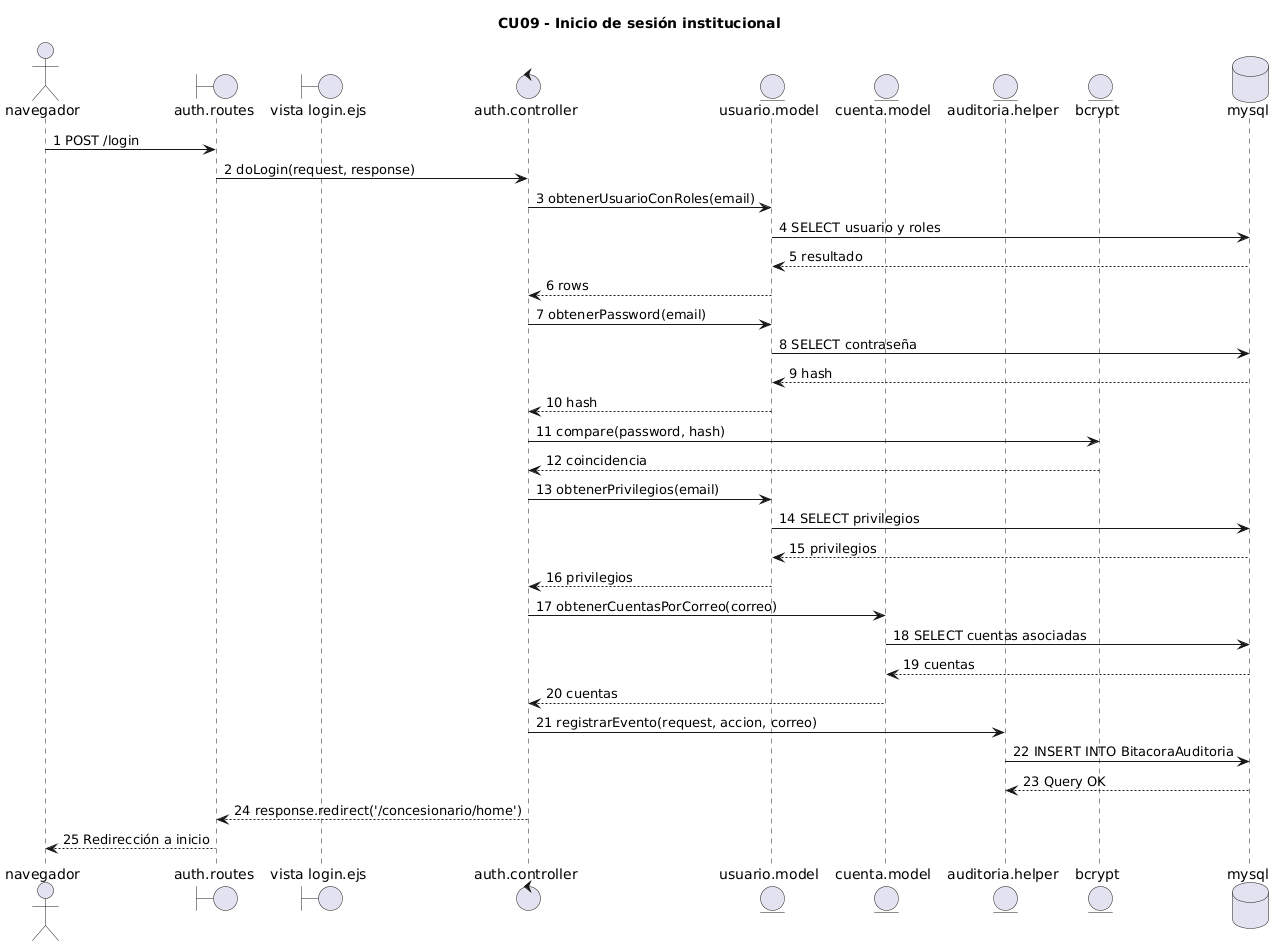 CU09 - Inicio de sesión institucional
navegador
auth.routes
vista login.ejs
auth.controller
usuario.model
cuenta.model
auditoria.helper
bcrypt
mysql
1 POST /login
2 doLogin(request, response)
3 obtenerUsuarioConRoles(email)
4 SELECT usuario y roles
5 resultado
6 rows
7 obtenerPassword(email)
8 SELECT contraseña
9 hash
10 hash
11 compare(password, hash)
12 coincidencia
13 obtenerPrivilegios(email)
14 SELECT privilegios
15 privilegios
16 privilegios
17 obtenerCuentasPorCorreo(correo)
18 SELECT cuentas asociadas
19 cuentas
20 cuentas
21 registrarEvento(request, accion, correo)
22 INSERT INTO BitacoraAuditoria
23 Query OK
24 response.redirect('/concesionario/home')
25 Redirección a inicio
navegador
auth.routes
vista login.ejs
auth.controller
usuario.model
cuenta.model
auditoria.helper
bcrypt
mysql